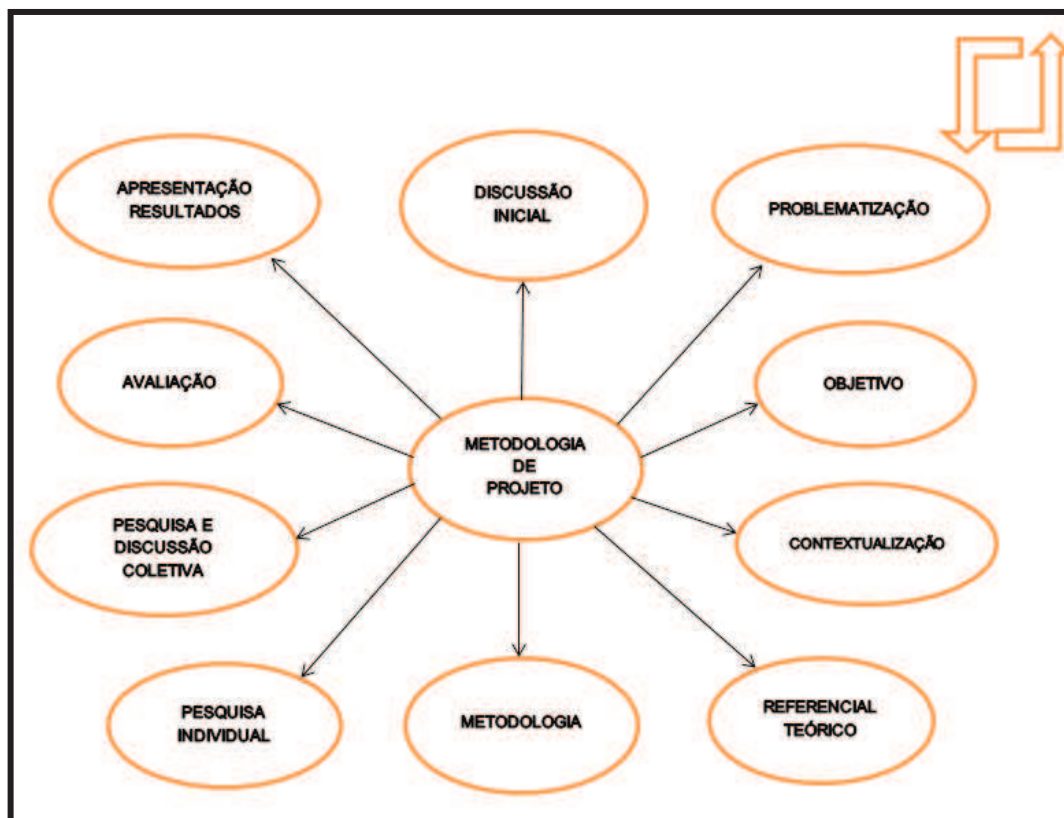 APRESENTAÇÃO
RESULTADOS
DISCUSSÃO
INICIAL
PROBLEMATIZAÇÃO
AVALIAÇÃO
OBJETIVO
METODOLOGIA
DE
PROJETO
PESQUISA E
DISCUSSÃO
COLETIVA
CONTEXTUALIZAÇÃO
PESQUISA
INDIVIDUAL
METODOLOGIA
REFERENCIAL
TEÓRICO